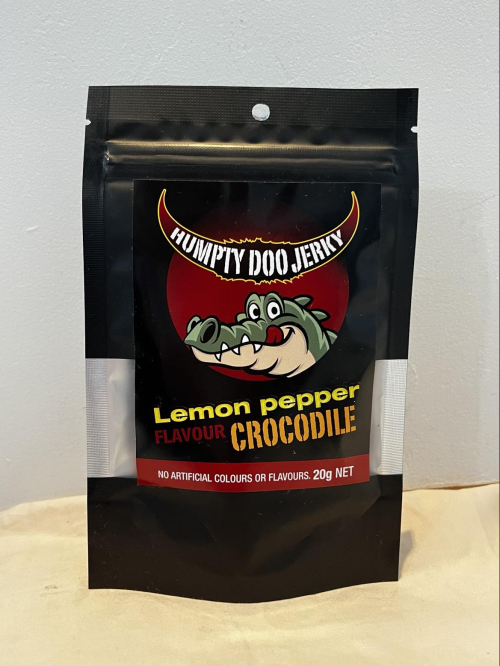 HUMPTY DOO JERKY
Lemon pepper
FLAVOUR CROCODILE
NO ARTIFICIAL COLOURS OR FLAVOURS. 20g NET